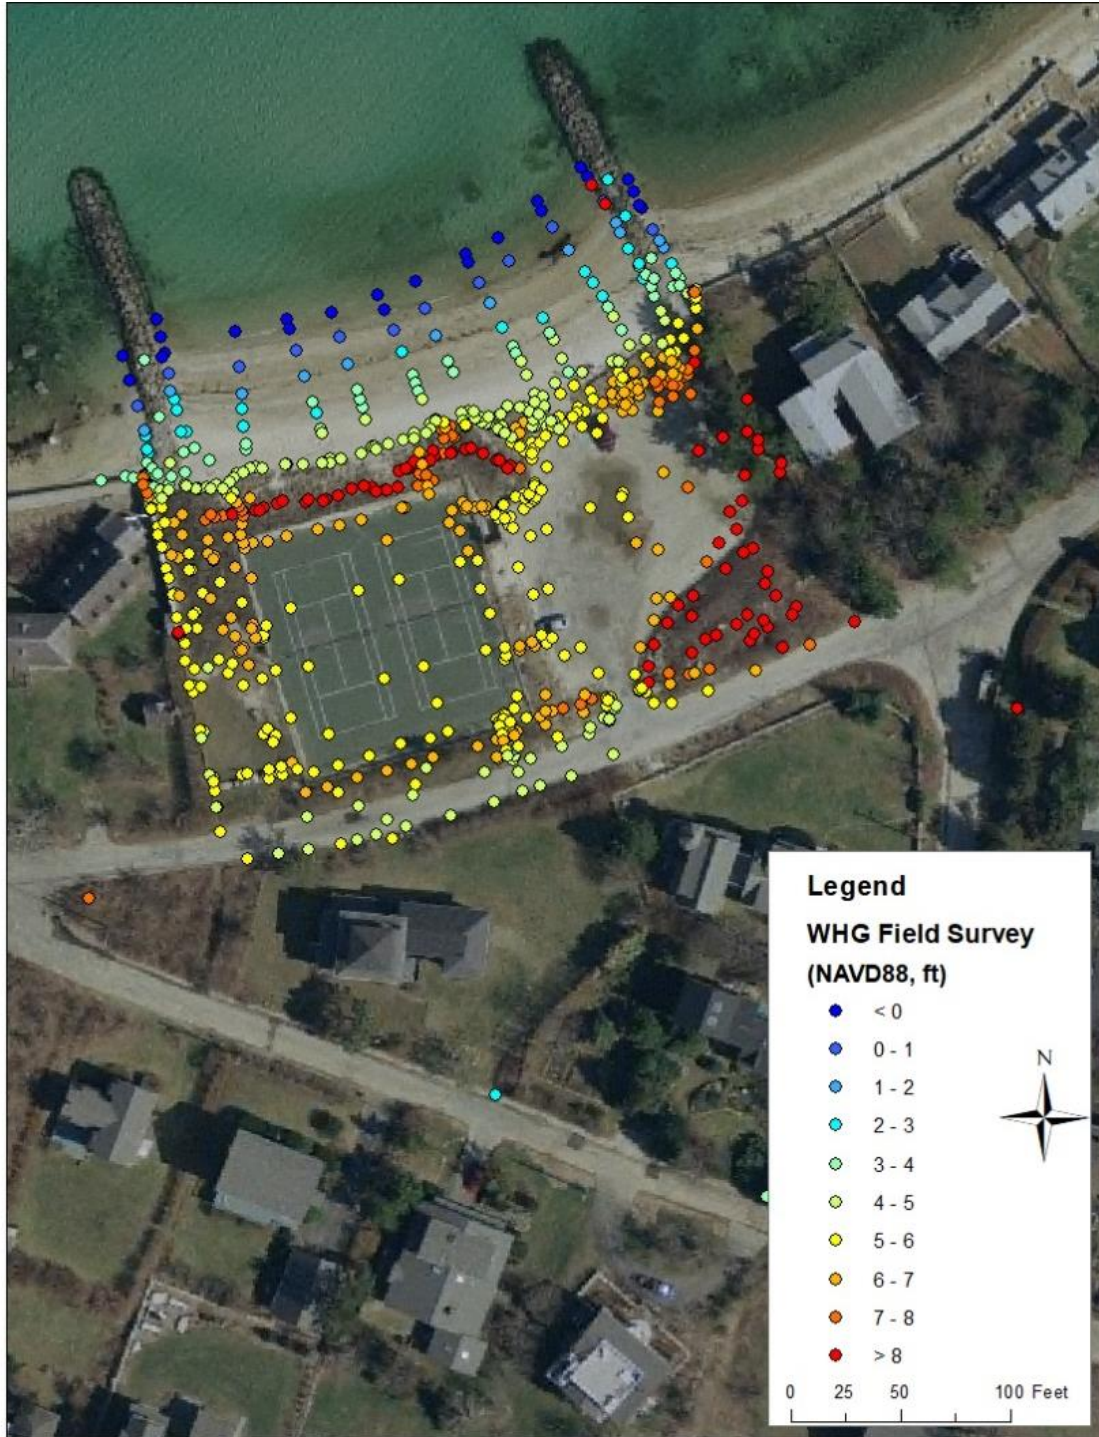 Legend
WHG Field Survey
(NAVD88, ft)
< 0
0 - 1
1 - 2
2 - 3
3 - 4
4 - 5
5 - 6
6 - 7
7 - 8
> 8
N
0 25 50 100 Feet